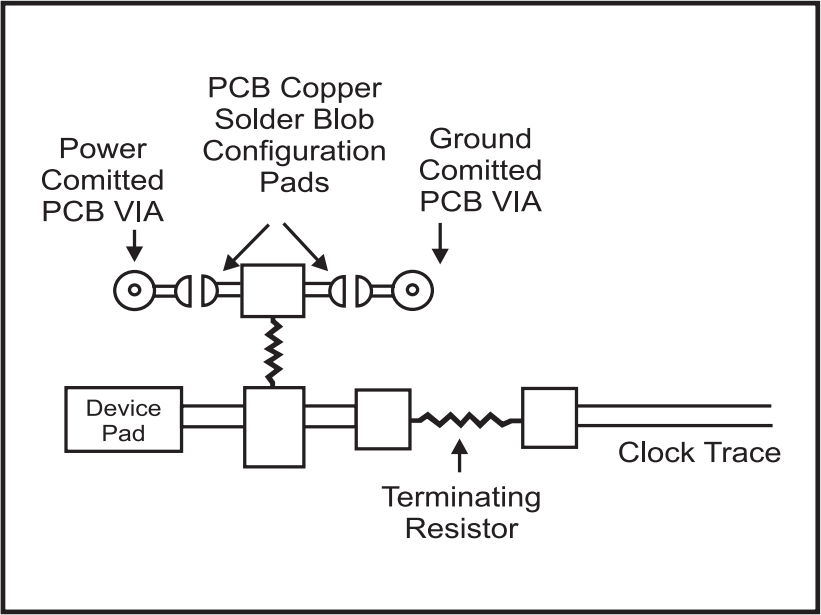 PCB Copper
Solder Blob
Configuration
Pads
Power
Comitted
PCB VIA
Ground
Comitted
PCB VIA
Device
Pad
Clock Trace
Terminating
Resistor